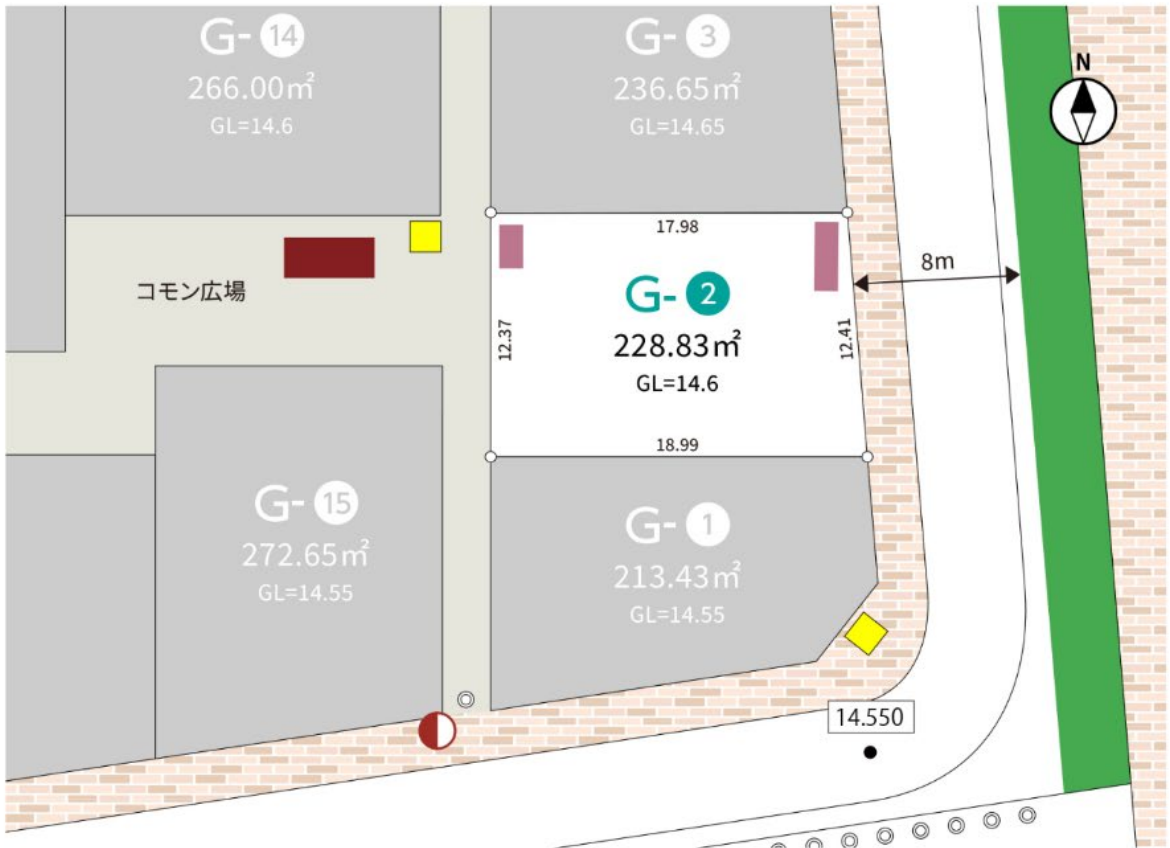 G- 14
266.00㎡
GL=14.6
G- 3
236.65㎡
GL=14.65
N
17.98
8m
コモン広場
G- 2
228.83㎡
GL=14.6
12.37
12.41
18.99
G- 15
272.65㎡
GL=14.55
G- 1
213.43㎡
GL=14.55
14.550